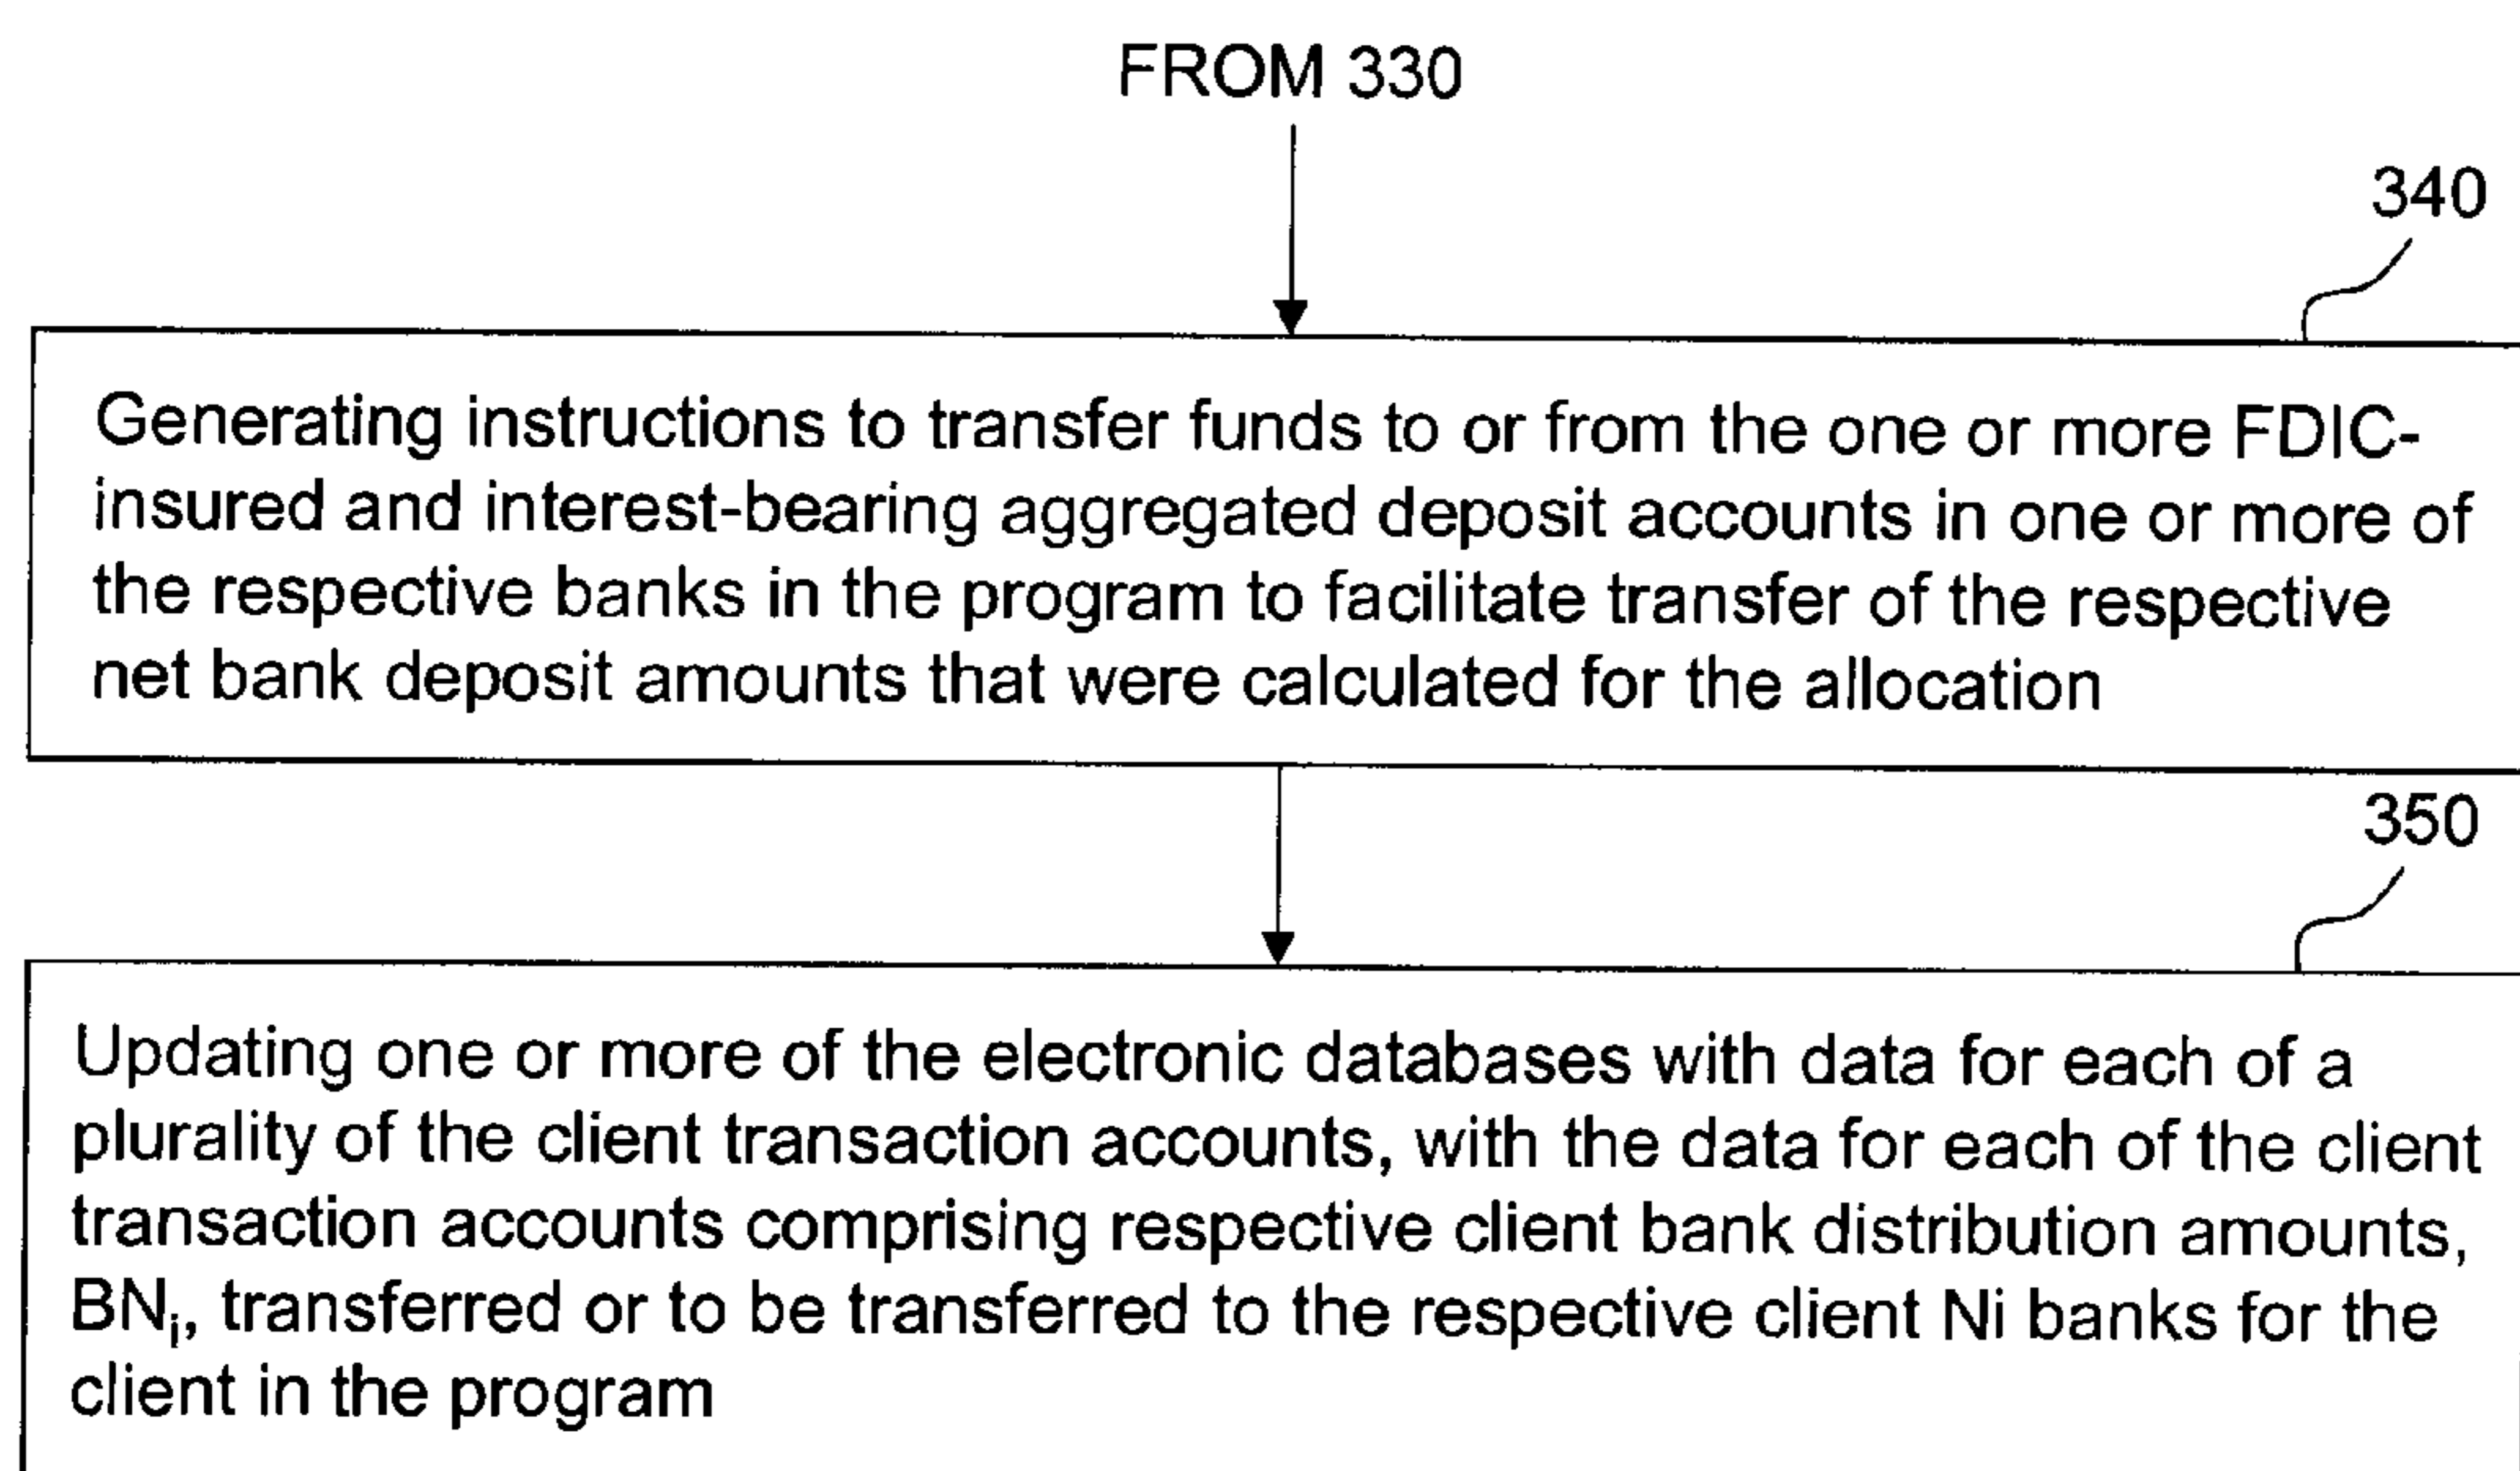 FROM 330
340
Generating instructions to transfer funds to or from the one or more FDIC-
insured and interest-bearing aggregated deposit accounts in one or more of
the respective banks in the program to facilitate transfer of the respective
net bank deposit amounts that were calculated for the allocation
350
Updating one or more of the electronic databases with data for each of a
plurality of the client transaction accounts, with the data for each of the client
transaction accounts comprising respective client bank distribution amounts,
BNi, transferred or to be transferred to the respective client Ni banks for the
client in the program